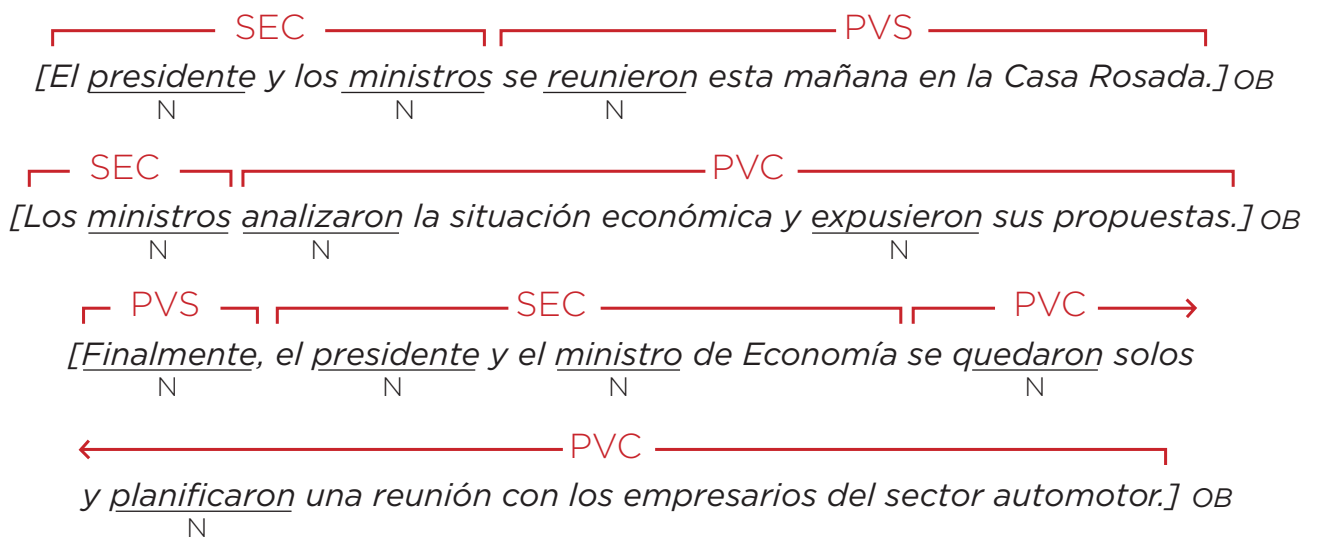 SEC PVS
[El presidente y los ministros se reunieron esta mañana en la Casa Rosada.] OB
N N N
SEC PVC
[Los ministros analizaron la situación económica y expusieron sus propuestas.] OB
N N N
PVS SEC PVC
[Finalmente, el presidente y el ministro de Economía se quedaron solos
N N N N
PVC
y planificaron una reunión con los empresarios del sector automotor.] OB
N